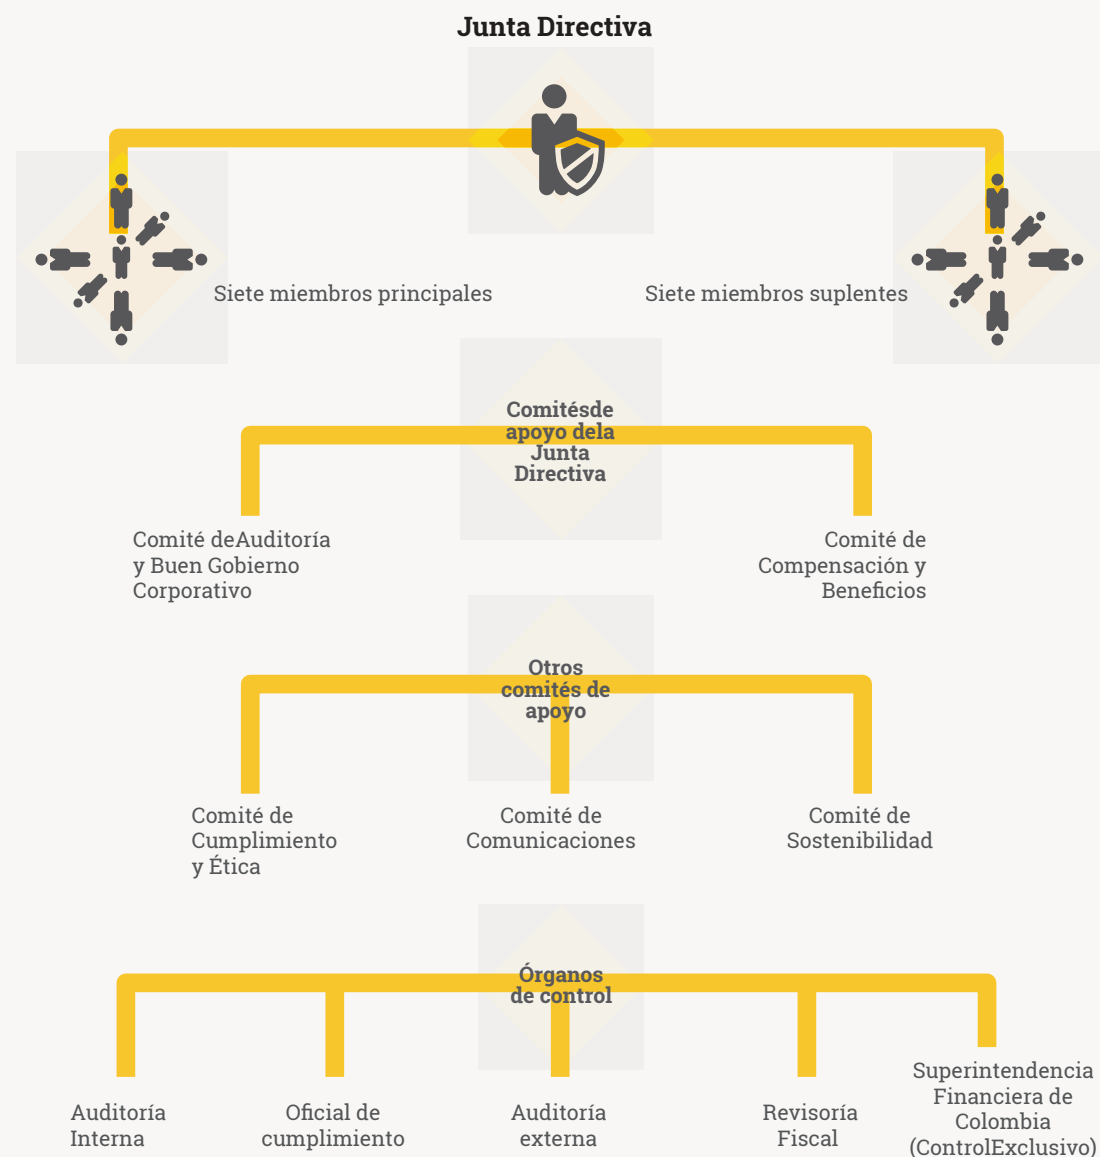 Junta Directiva
Siete miembros principales
Siete miembros suplentes
Comitésde
apoyo dela
Junta
Directiva
Comité deAuditoría
y Buen Gobierno
Corporativo
Comité de
Compensación y
Beneficios
Otros
comités de
apoyo
Comité de
Cumplimiento
y Ética
Comité de
Comunicaciones
Comité de
Sostenibilidad
Órganos
de control
Auditoría
Interna
Oficial de
cumplimiento
Auditoría
externa
Revisoría
Fiscal
Superintendencia
Financiera de
Colombia
(ControlExclusivo)